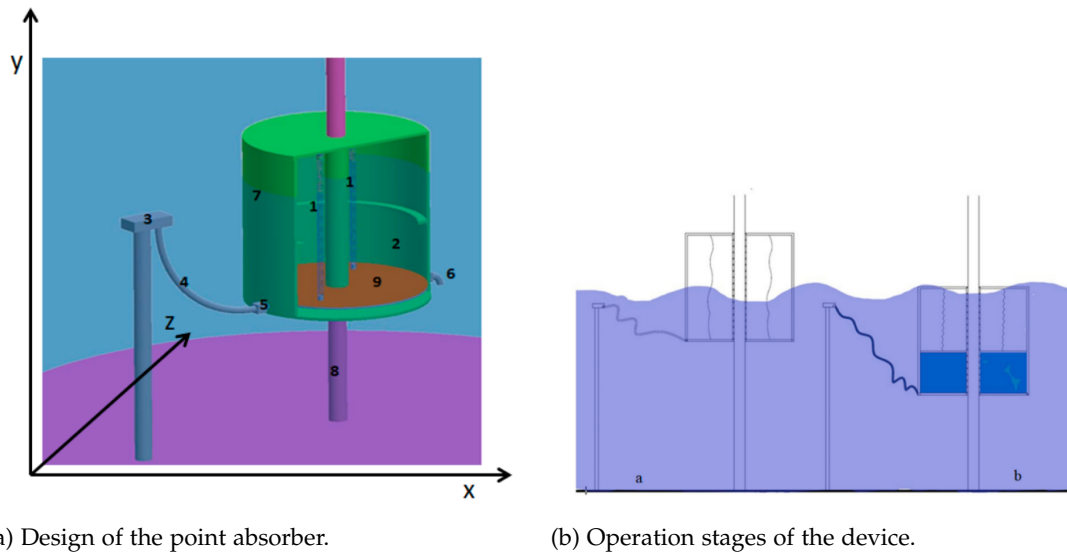 y
1
7
1
3
2
6
9
4
5
Z
8
x
a
b
a) Design of the point absorber.
(b) Operation stages of the device.